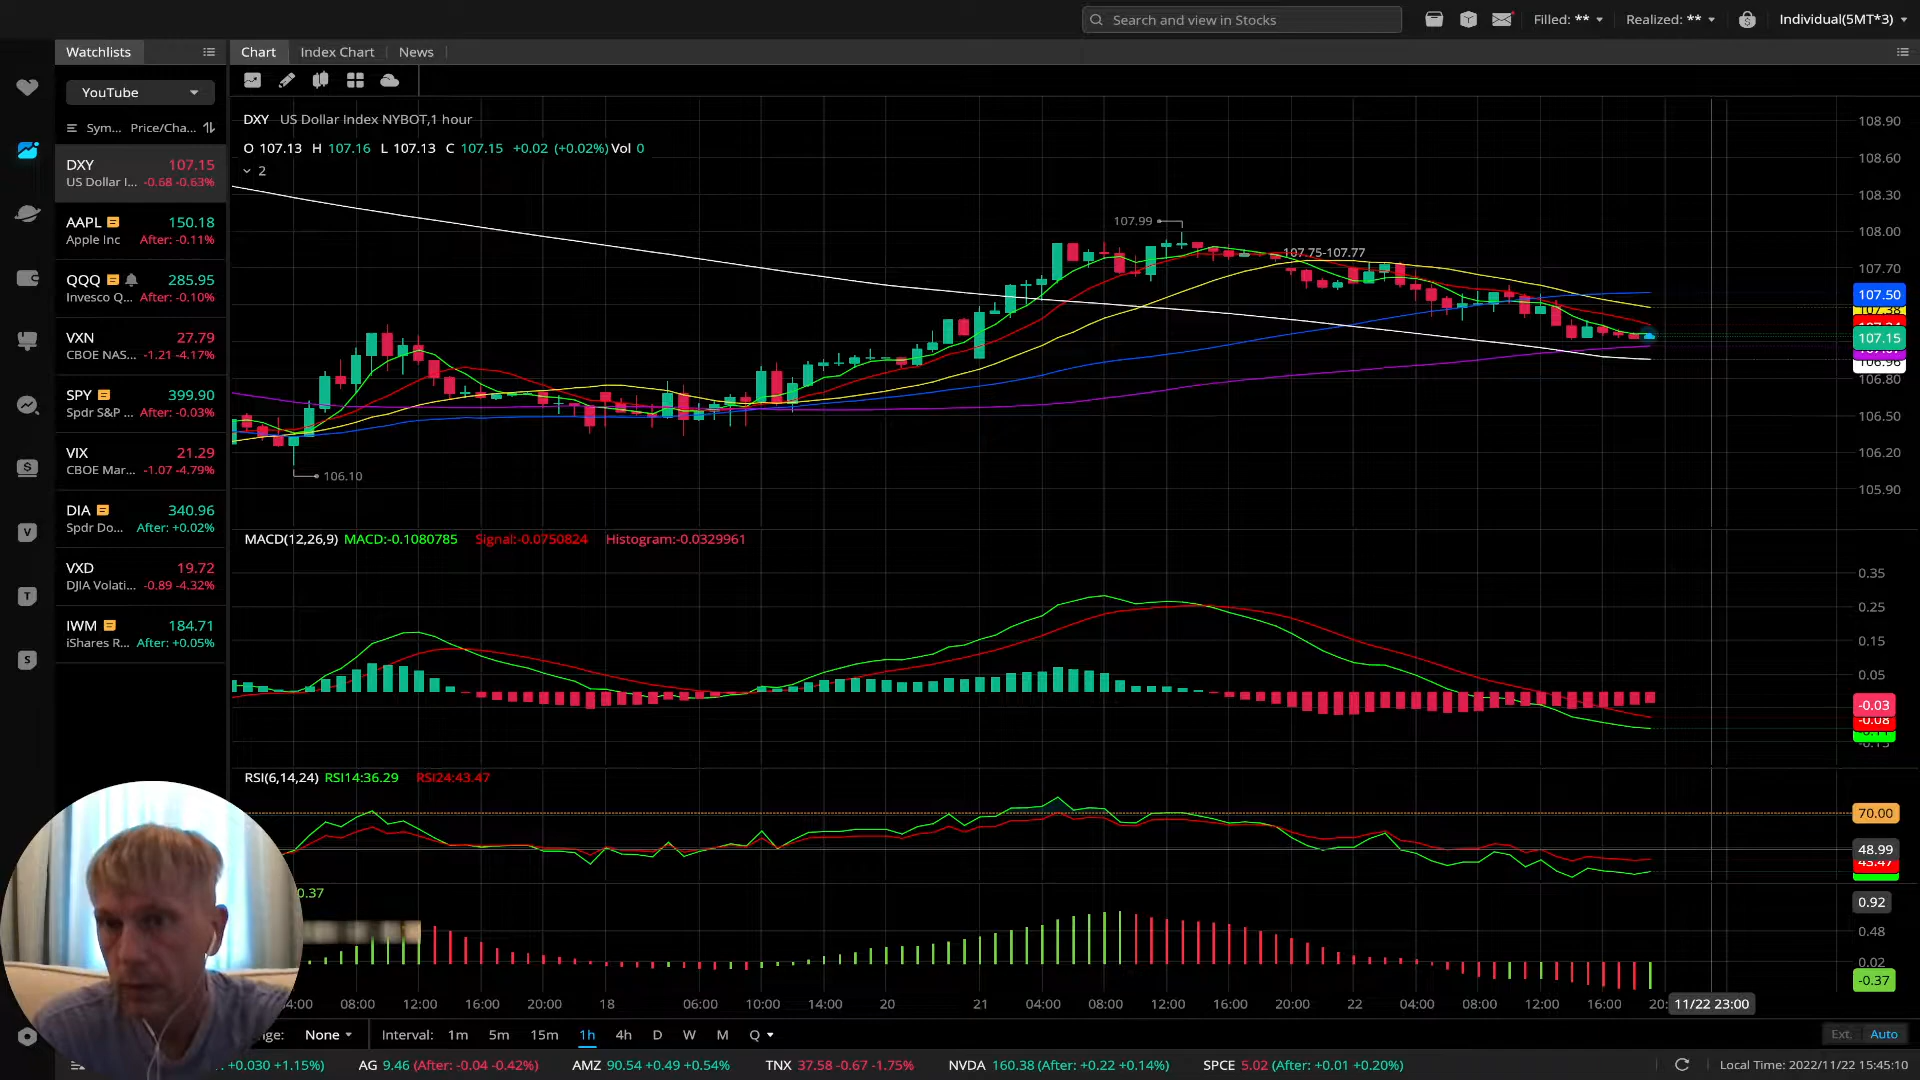 Search and view in Stocks
Filled: **
Realized: **
Individual(5MT*3)
Watchlists
Chart
Index Chart
News
YouTube
Sym... Price/Cha...
DXY 107.15
US Dollar I... -0.68 -0.63%
AAPL 150.18
Apple Inc After: -0.11%
QQQ 285.95
Invesco Q... After: -0.10%
VXN 27.79
CBOE NAS... -1.21 -4.17%
SPY 399.90
Spdr S&P ... After: -0.03%
VIX 21.29
CBOE Mar... -1.07 -4.79%
DIA 340.96
Spdr Do... After: +0.02%
VXD 19.72
DJIA Volati... -0.89 -4.32%
IWM 184.71
iShares R... After: +0.05%
DXY US Dollar Index NYBOT,1 hour
O 107.13 H 107.16 L 107.13 C 107.15 +0.02 (+0.02%) Vol 0
2
107.99
107.75-107.77
106.10
108.90
108.60
108.30
108.00
107.70
107.50
107.38
107.15
106.96
106.80
106.50
106.20
105.90
MACD(12,26,9) MACD:-0.1080785 Signal:-0.0750824 Histogram:-0.0329961
0.35
0.25
0.15
0.05
-0.03
-0.08
RSI(6,14,24) RSI14:36.29 RSI24:43.47
70.00
48.99
43.47
0.37
0.92
0.48
0.02
-0.37
08:00 12:00 16:00 20:00 18 06:00 10:00 14:00 20 21 04:00 08:00 12:00 16:00 20:00 22 04:00 08:00 12:00 16:00 20: 11/22 23:00
None Interval: 1m 5m 15m 1h 4h D W M Q
Ext. Auto
+0.030 +1.15%) AG 9.46 (After: -0.04 -0.42%) AMZ 90.54 +0.49 +0.54% TNX 37.58 -0.67 -1.75% NVDA 160.38 (After: +0.22 +0.14%) SPCE 5.02 (After: +0.01 +0.20%)
Local Time: 2022/11/22 15:45:10